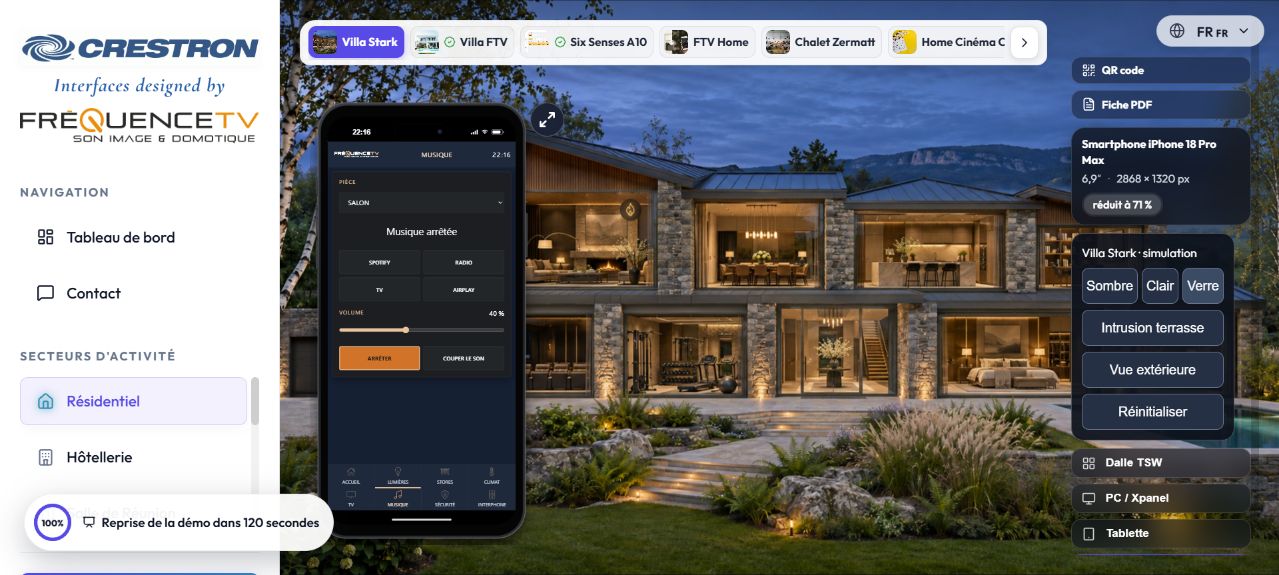 CRESTRON
Interfaces designed by
FRÉQUENCETV
SON IMAGE & DOMOTIQUE
NAVIGATION
Tableau de bord
Contact
SECTEURS D'ACTIVITÉ
Résidentiel
Hôtellerie
100%
Reprise de la démo dans 120 secondes
Villa Stark
Villa FTV
Six Senses A10
FTV Home
Chalet Zermatt
Home Cinéma C
FR FR
22:16
FRÉQUENCETV
MUSIQUE
22:16
PIÈCE
SALON
Musique arrêtée
SPOTIFY
RADIO
TV
AIRPLAY
VOLUME
40 %
ARRÊTER
COUPER LE SON
ACCUEIL
LUMIÈRES
STORES
CLIMAT
TV
MUSIQUE
SÉCURITÉ
INTERPHONE
QR code
Fiche PDF
Smartphone iPhone 18 Pro
Max
6,9" · 2868 × 1320 px
réduit à 71 %
Villa Stark · simulation
Sombre
Clair
Verre
Intrusion terrasse
Vue extérieure
Réinitialiser
Dalle TSW
PC / Xpanel
Tablette